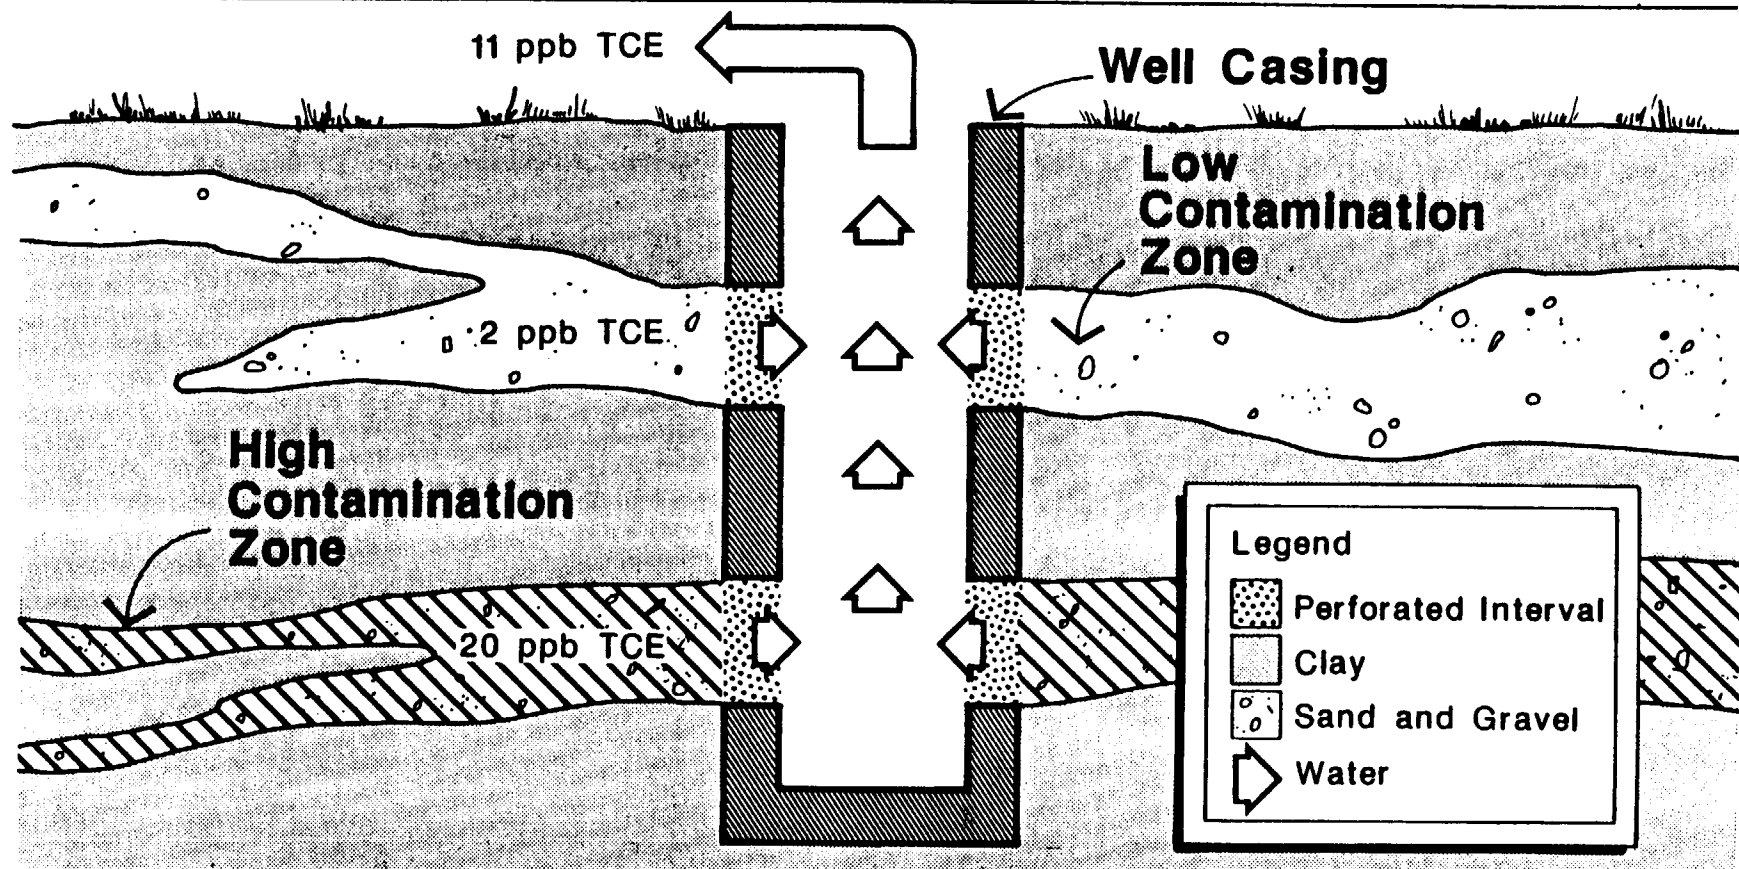 11 ppb TCE
Well Casing
Low
Contamination
Zone
2 ppb TCE
High
Contamination
Zone
20 ppb TCE
Legend
Perforated Interval
Clay
Sand and Gravel
Water